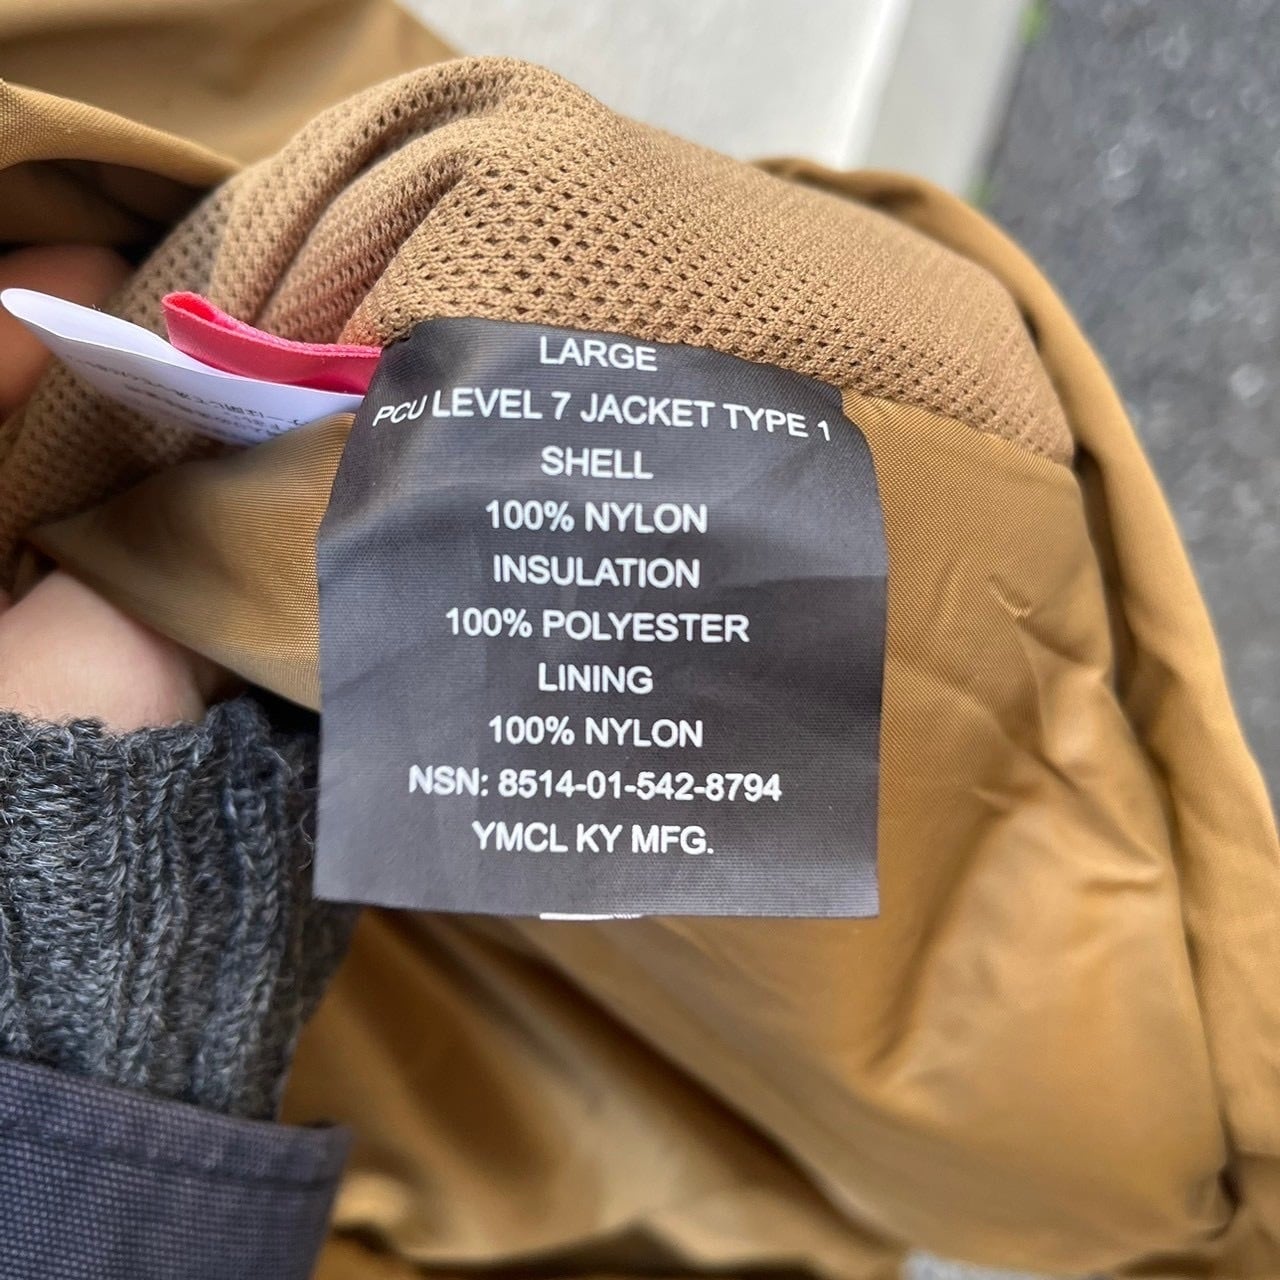 LARGE
PCU LEVEL 7 JACKET TYPE 1
SHELL
100% NYLON
INSULATION
100% POLYESTER
LINING
100% NYLON
NSN: 8514-01-542-8794
YMCL KY MFG.